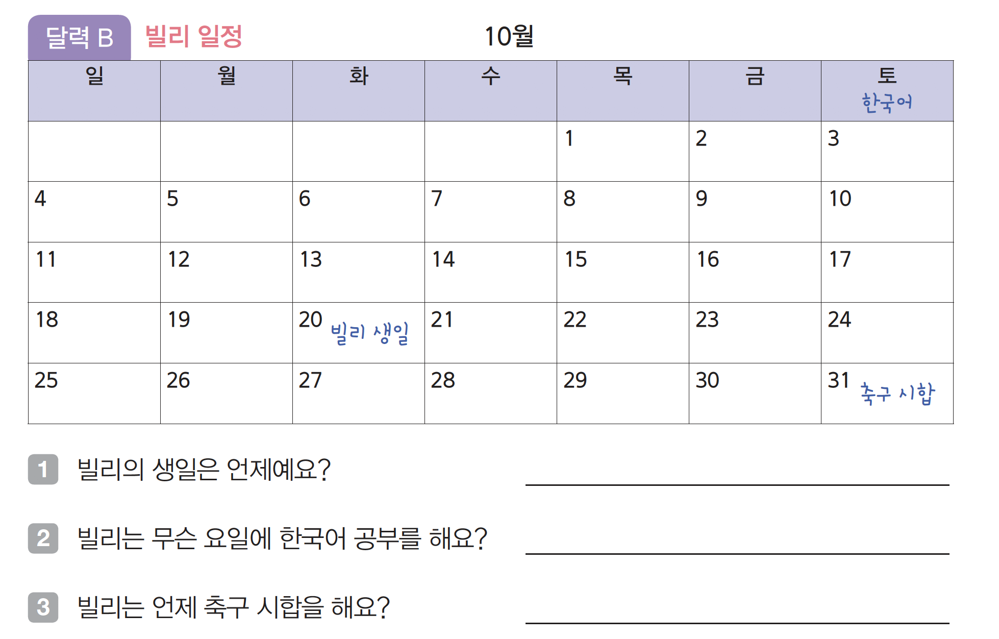 달력 B 빌리 일정 10월
일 월 화 수 목 금 토
한국어
1 2 3
4 5 6 7 8 9 10
11 12 13 14 15 16 17
18 19 20 빌리 생일 21 22 23 24
25 26 27 28 29 30 31 축구 시합
1 빌리의 생일은 언제예요?
2 빌리는 무슨 요일에 한국어 공부를 해요?
3 빌리는 언제 축구 시합을 해요?